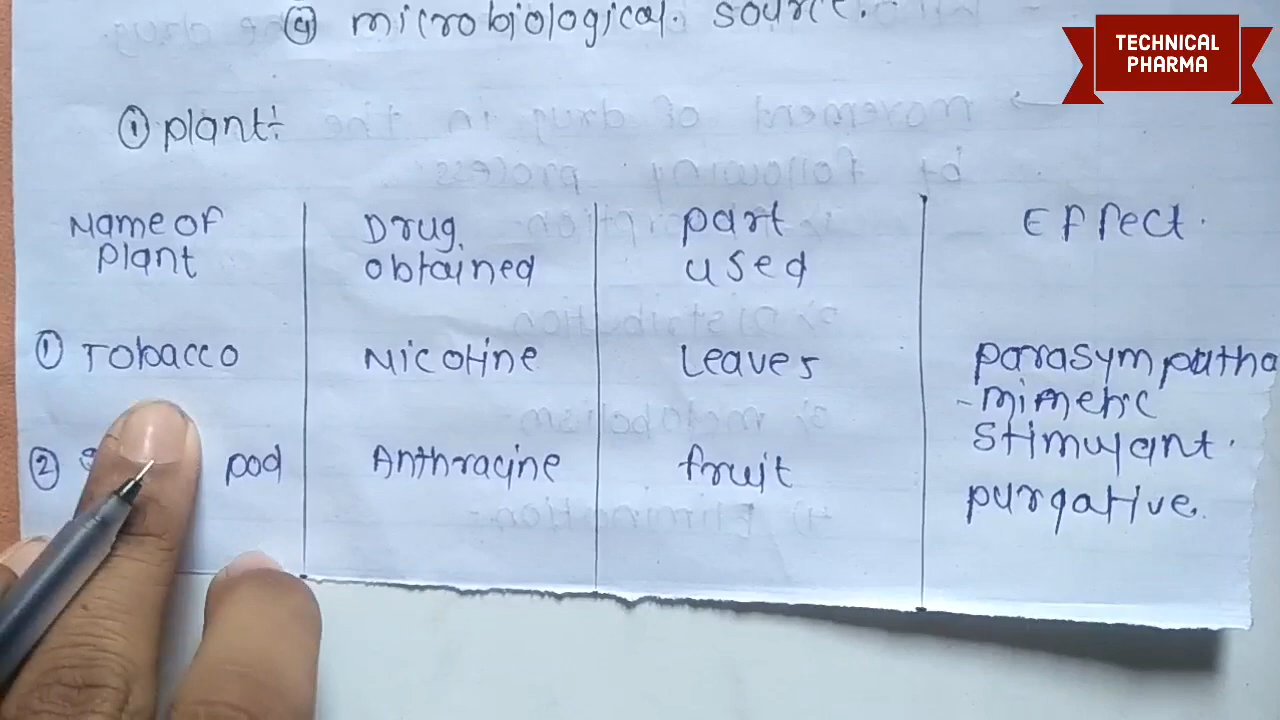 ④ microbiological. source.
TECHNICAL
PHARMA
① plant:
Name of
plant
Drug.
obtained
part
used
Effect.
① Tobacco
Nicotine
Leaves
parasympatha
-mimetic
stimulant.
② pod
Anthracine
fruit
purgative.